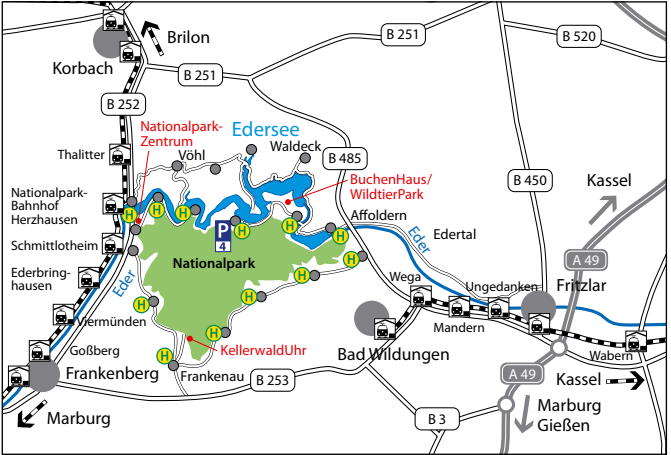 Brilon
B 251
B 520
Korbach
B 251
B 252
Nationalpark-
Zentrum
Edersee
Thalitter
Vöhl
Waldeck
B 485
BuchenHaus/
WildtierPark
B 450
Kassel
Nationalpark-
Bahnhof
Herzhausen
H
H
H
P
4
H
H
H
Affoldern
Eder
Edertal
Schmittlotheim
Nationalpark
A 49
Ederbring-
hausen
Eder
H
H
H
Wega
Ungedanken
Fritzlar
Viermünden
H
Mandern
Goßberg
H
KellerwaldUhr
Bad Wildungen
Wabern
Frankenberg
Frankenau
B 253
A 49
Kassel
Marburg
B 3
Marburg
Gießen